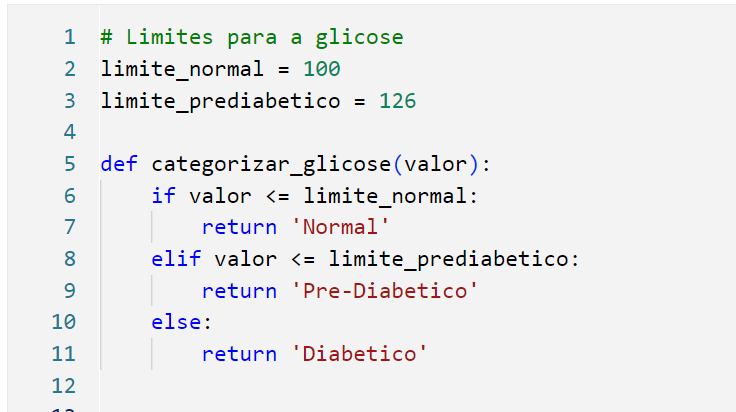 1 # Limites para a glicose
2 limite_normal = 100
3 limite_prediabetico = 126
4
5 def categorizar_glicose(valor):
6     if valor <= limite_normal:
7         return 'Normal'
8     elif valor <= limite_prediabetico:
9         return 'Pre-Diabetico'
10     else:
11         return 'Diabetico'
12